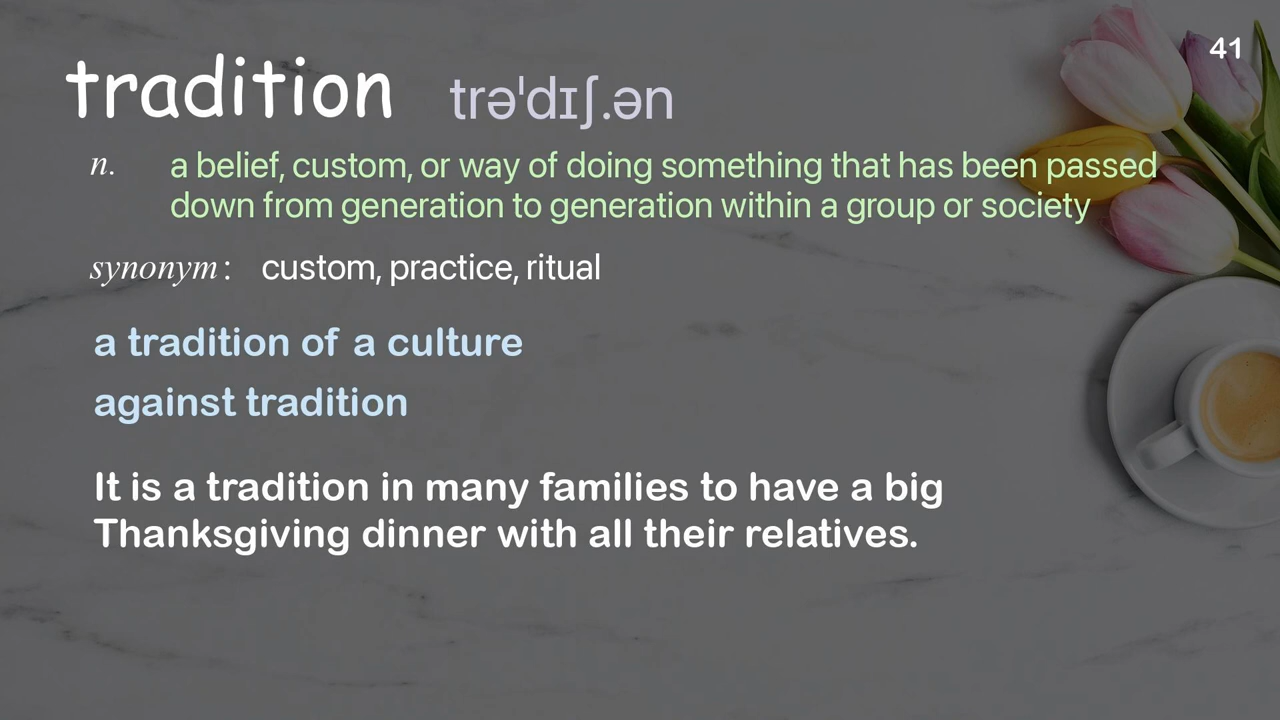 41
tradition trəˈdɪʃ.ən
n. a belief, custom, or way of doing something that has been passed
down from generation to generation within a group or society
synonym : custom, practice, ritual
a tradition of a culture
against tradition
It is a tradition in many families to have a big
Thanksgiving dinner with all their relatives.